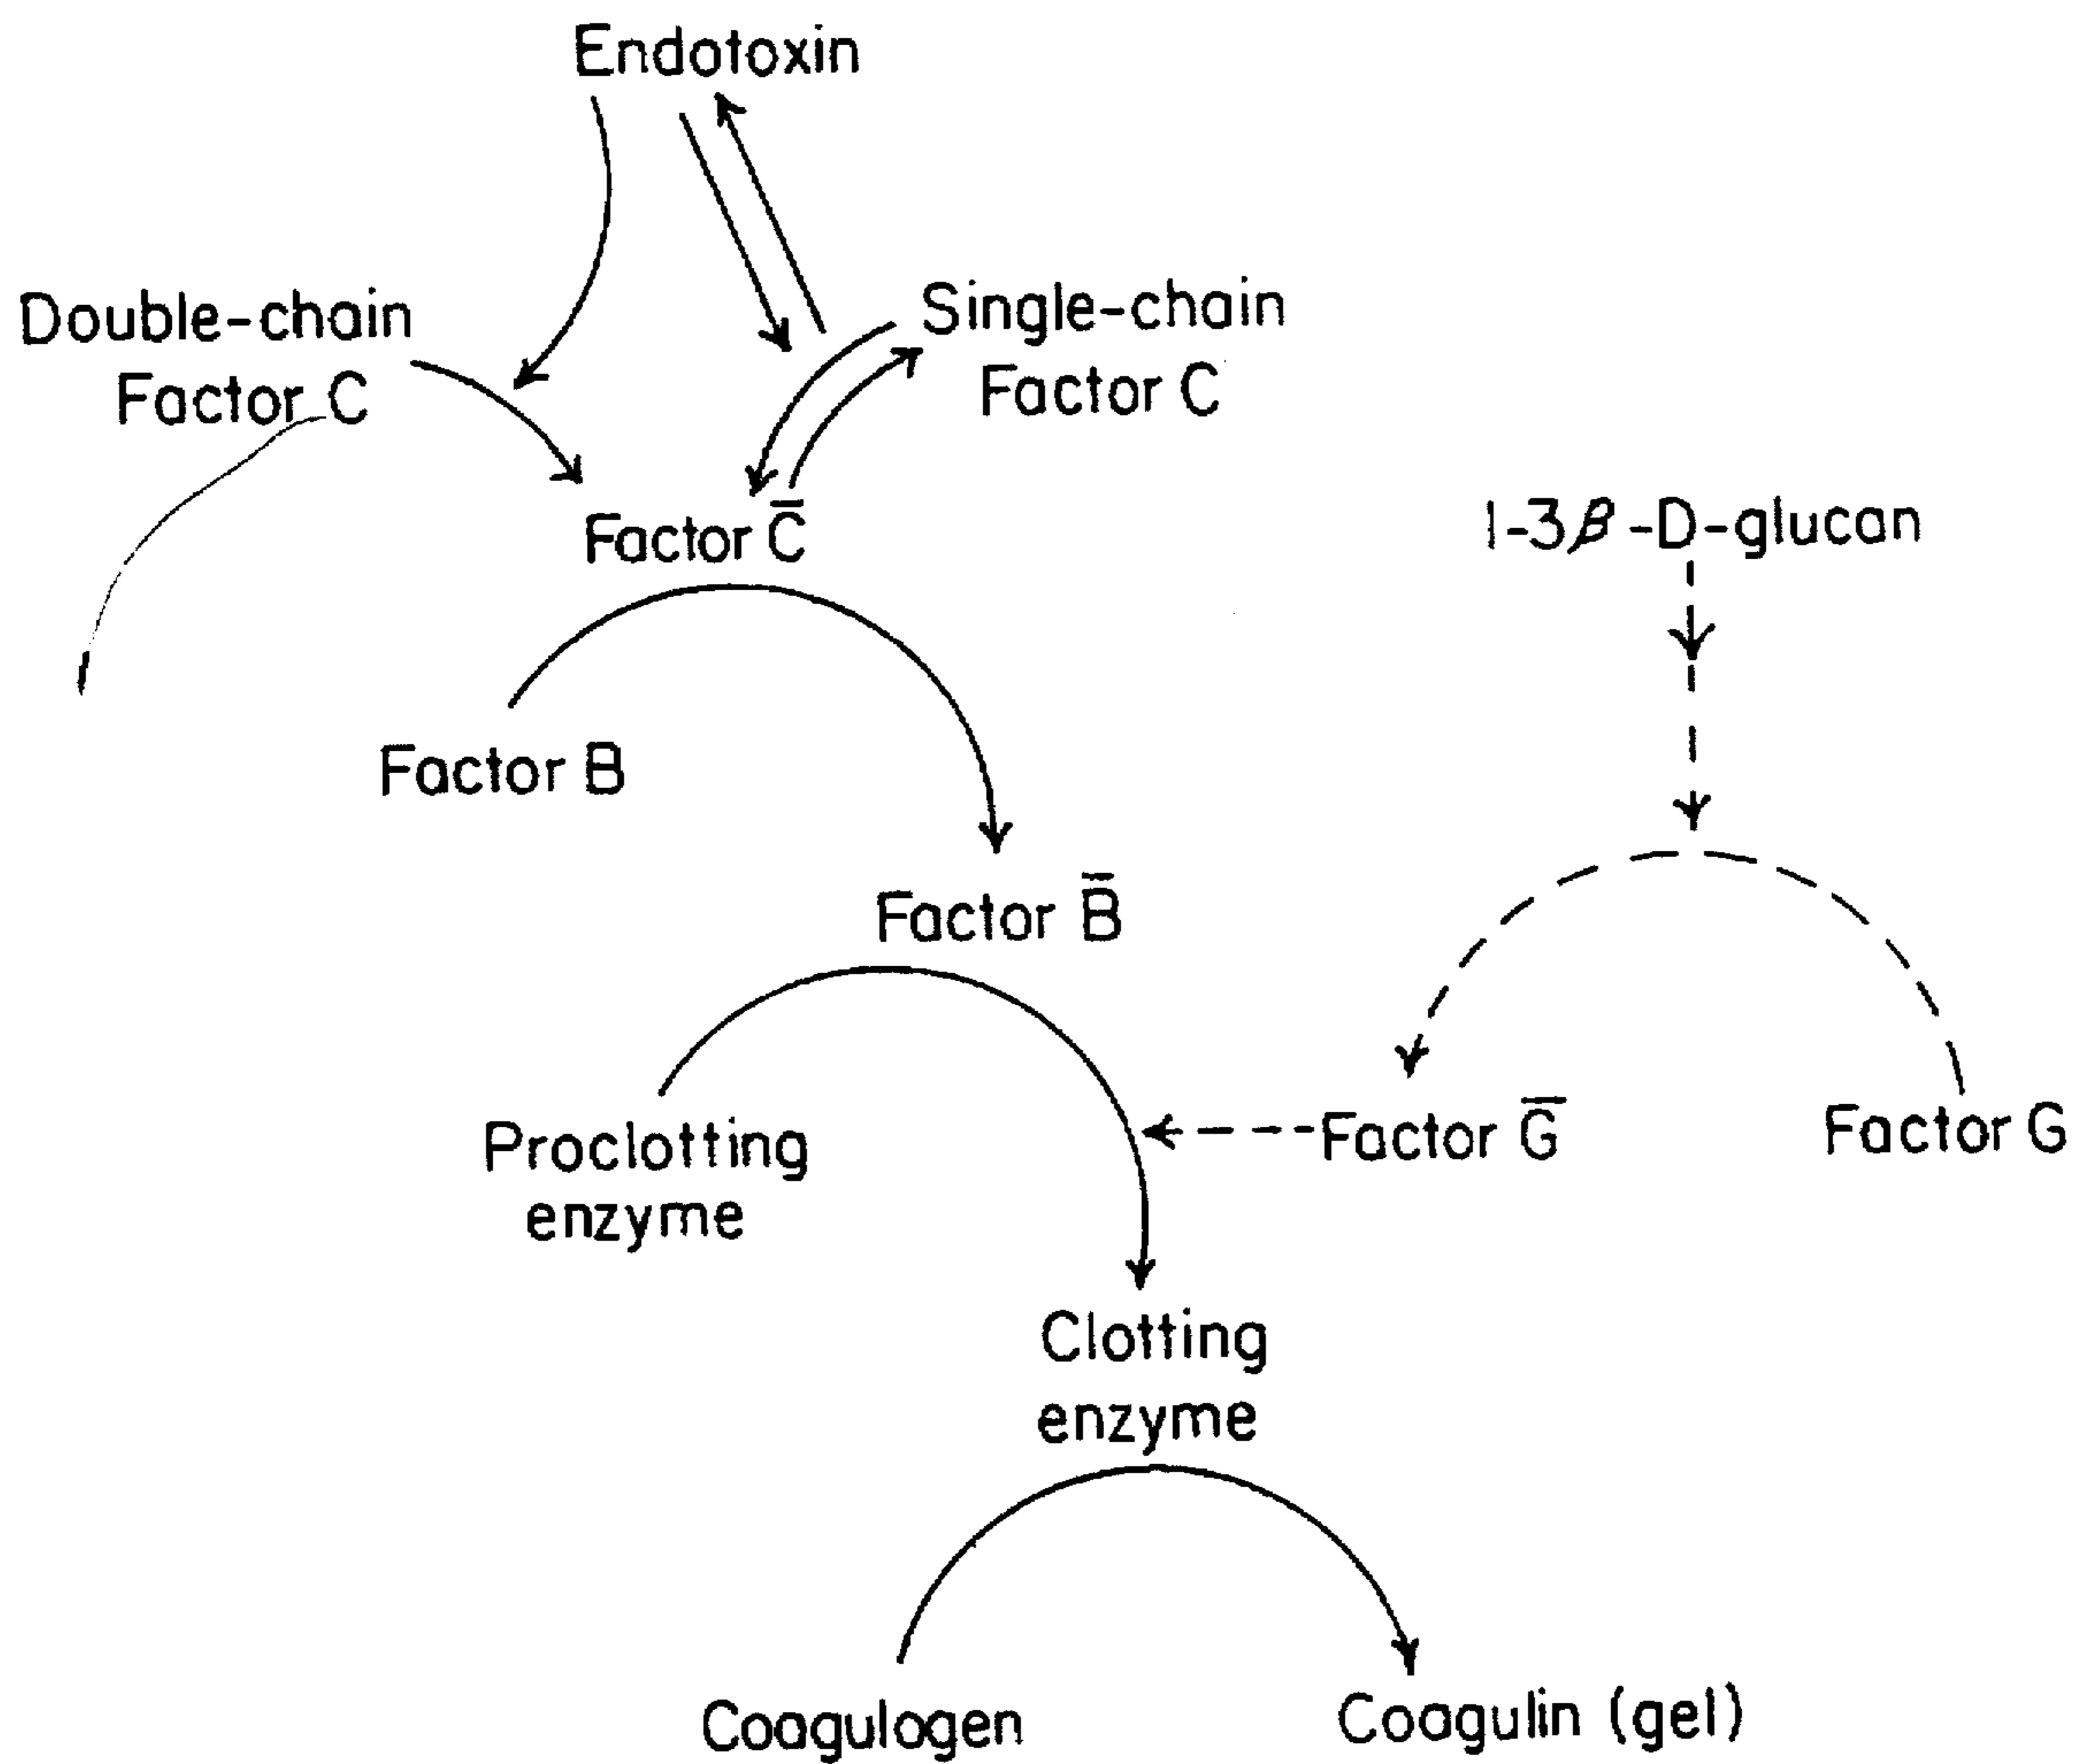 Endotoxin
Double-chain
Factor C
Single-chain
Factor C
Factor C̅
1-3β-D-glucan
Factor B
Factor B̅
Proclotting
enzyme
Factor G̅
Factor G
Clotting
enzyme
Coagulogen
Coagulin (gel)